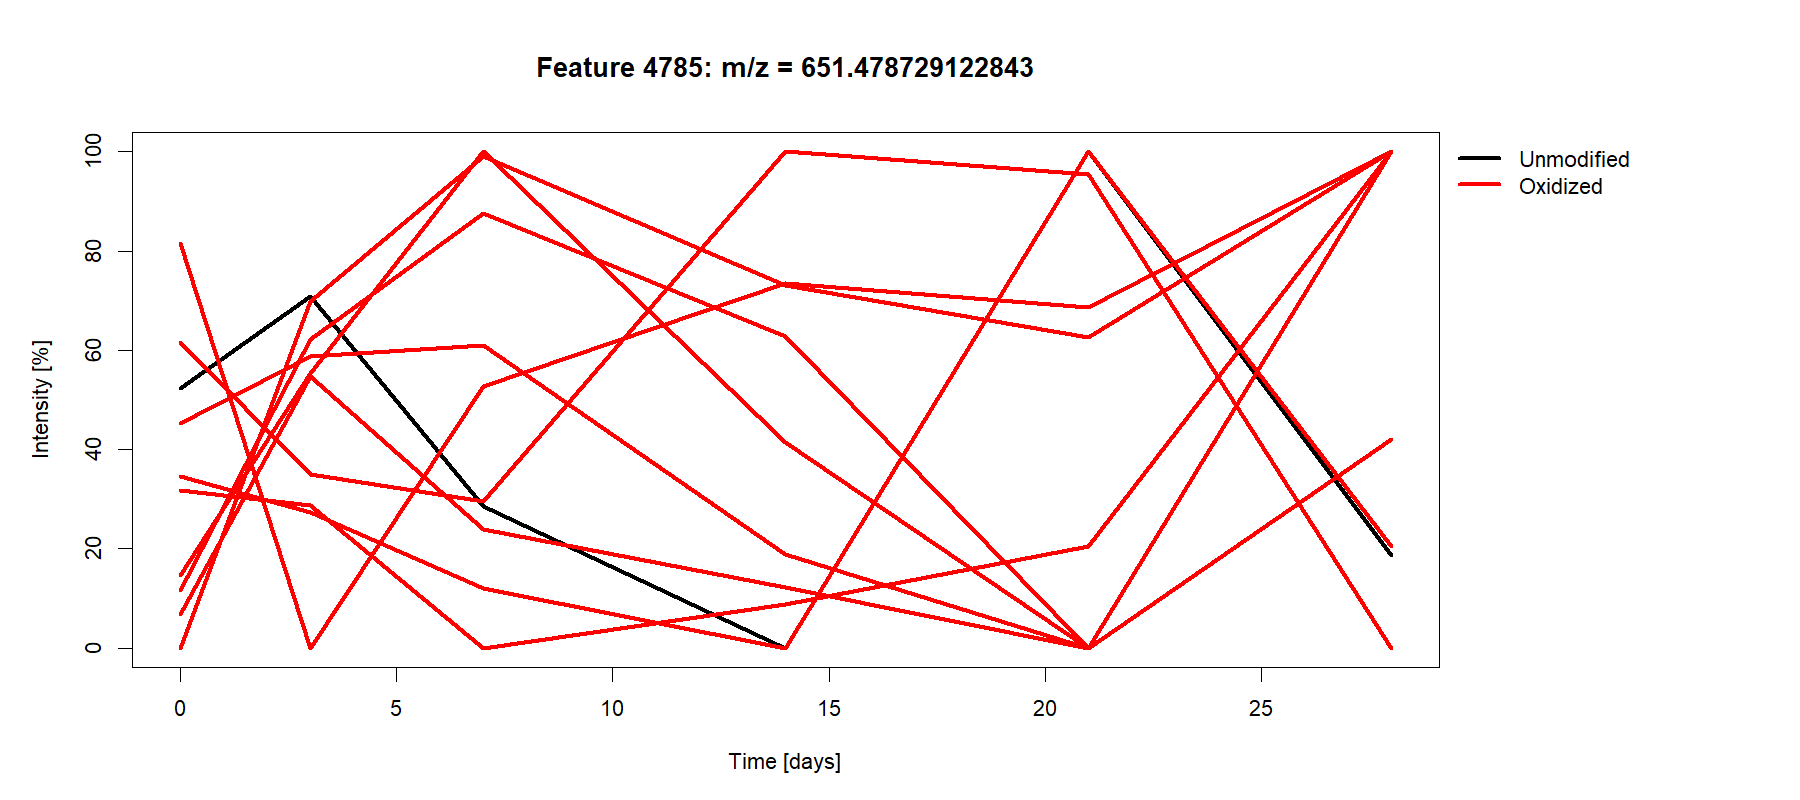 Feature 4785: m/z = 651.478729122843
Unmodified
Oxidized
Intensity [%]
100
80
60
40
20
0
0 5 10 15 20 25
Time [days]